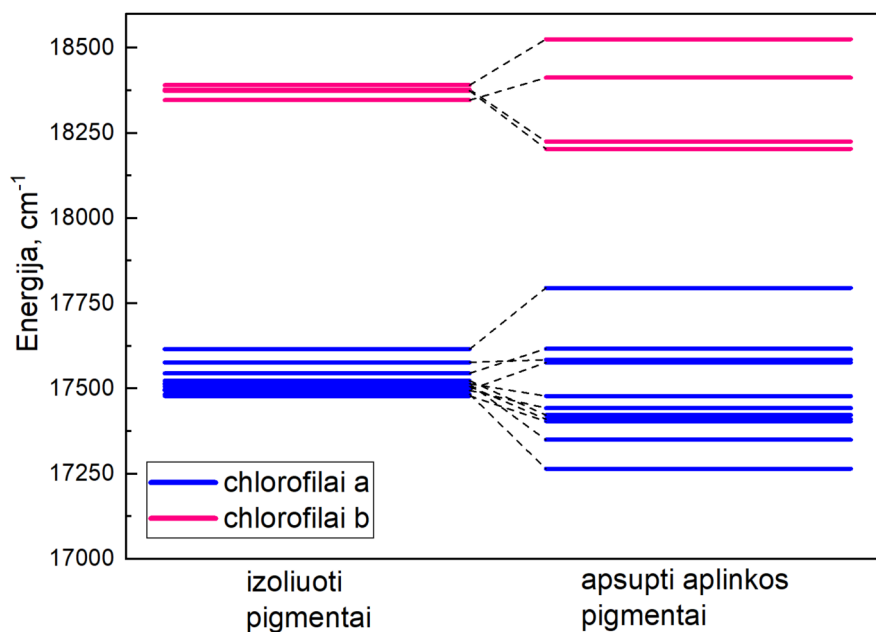 18500
18250
18000
17750
17500
17250
17000
Energija, cm-1
chlorofilai a
chlorofilai b
izoliuoti
pigmentai
apsupti aplinkos
pigmentai